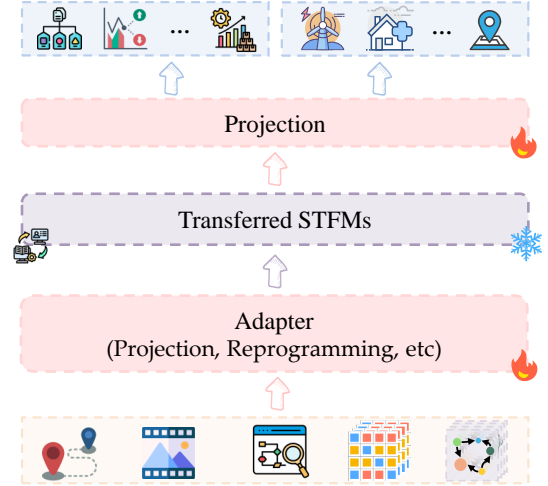 ...
...
Projection
Transferred STFMs
Adapter
(Projection, Reprogramming, etc)